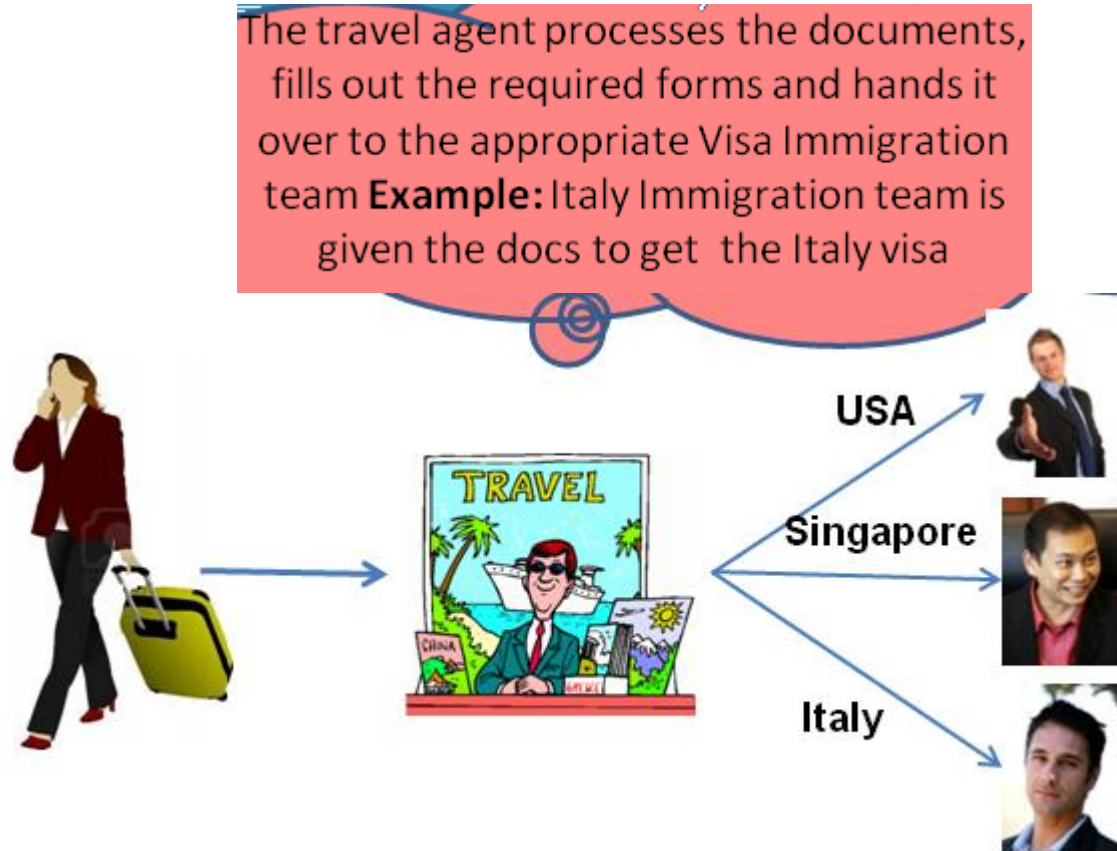 The travel agent processes the documents,
fills out the required forms and hands it
over to the appropriate Visa Immigration
team Example: Italy Immigration team is
given the docs to get the Italy visa
USA
TRAVEL
Singapore
CHINA
GREECE
Italy